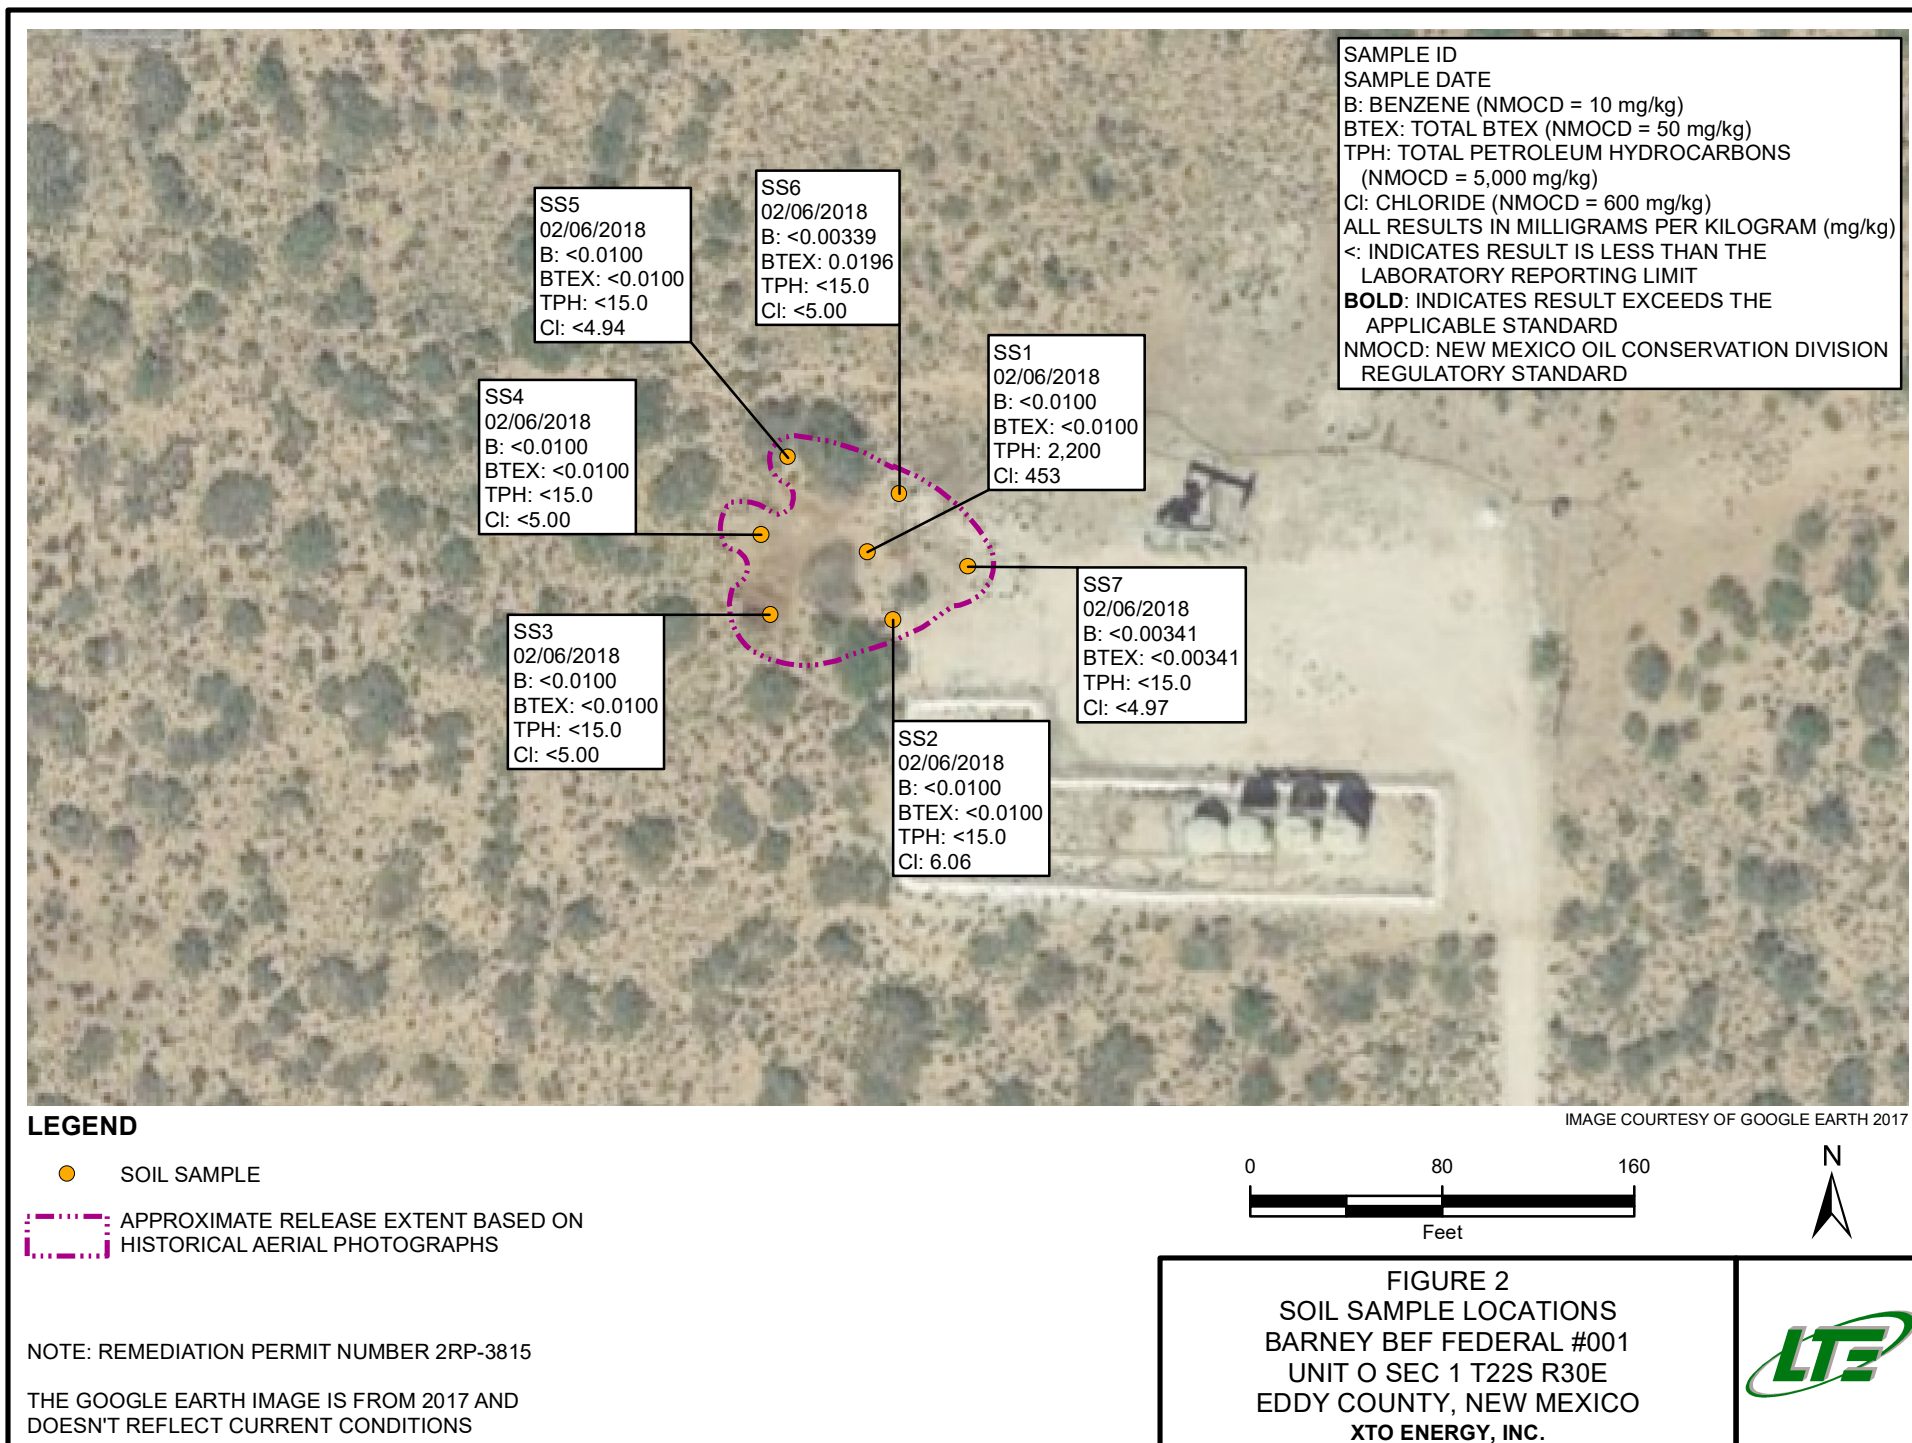 SAMPLE ID
SAMPLE DATE
B: BENZENE (NMOCD = 10 mg/kg)
BTEX: TOTAL BTEX (NMOCD = 50 mg/kg)
TPH: TOTAL PETROLEUM HYDROCARBONS
(NMOCD = 5,000 mg/kg)
Cl: CHLORIDE (NMOCD = 600 mg/kg)
ALL RESULTS IN MILLIGRAMS PER KILOGRAM (mg/kg)
<: INDICATES RESULT IS LESS THAN THE
LABORATORY REPORTING LIMIT
BOLD: INDICATES RESULT EXCEEDS THE
APPLICABLE STANDARD
NMOCD: NEW MEXICO OIL CONSERVATION DIVISION
REGULATORY STANDARD
SS5
02/06/2018
B: <0.0100
BTEX: <0.0100
TPH: <15.0
Cl: <4.94
SS6
02/06/2018
B: <0.00339
BTEX: 0.0196
TPH: <15.0
Cl: <5.00
SS1
02/06/2018
B: <0.0100
BTEX: <0.0100
TPH: 2,200
Cl: 453
SS4
02/06/2018
B: <0.0100
BTEX: <0.0100
TPH: <15.0
Cl: <5.00
SS7
02/06/2018
B: <0.00341
BTEX: <0.00341
TPH: <15.0
Cl: <4.97
SS3
02/06/2018
B: <0.0100
BTEX: <0.0100
TPH: <15.0
Cl: <5.00
SS2
02/06/2018
B: <0.0100
BTEX: <0.0100
TPH: <15.0
Cl: 6.06
IMAGE COURTESY OF GOOGLE EARTH 2017
LEGEND
SOIL SAMPLE
APPROXIMATE RELEASE EXTENT BASED ON
HISTORICAL AERIAL PHOTOGRAPHS
0 80 160
Feet
N
NOTE: REMEDIATION PERMIT NUMBER 2RP-3815
THE GOOGLE EARTH IMAGE IS FROM 2017 AND
DOESN'T REFLECT CURRENT CONDITIONS
FIGURE 2
SOIL SAMPLE LOCATIONS
BARNEY BEF FEDERAL #001
UNIT O SEC 1 T22S R30E
EDDY COUNTY, NEW MEXICO
XTO ENERGY, INC.
LTE